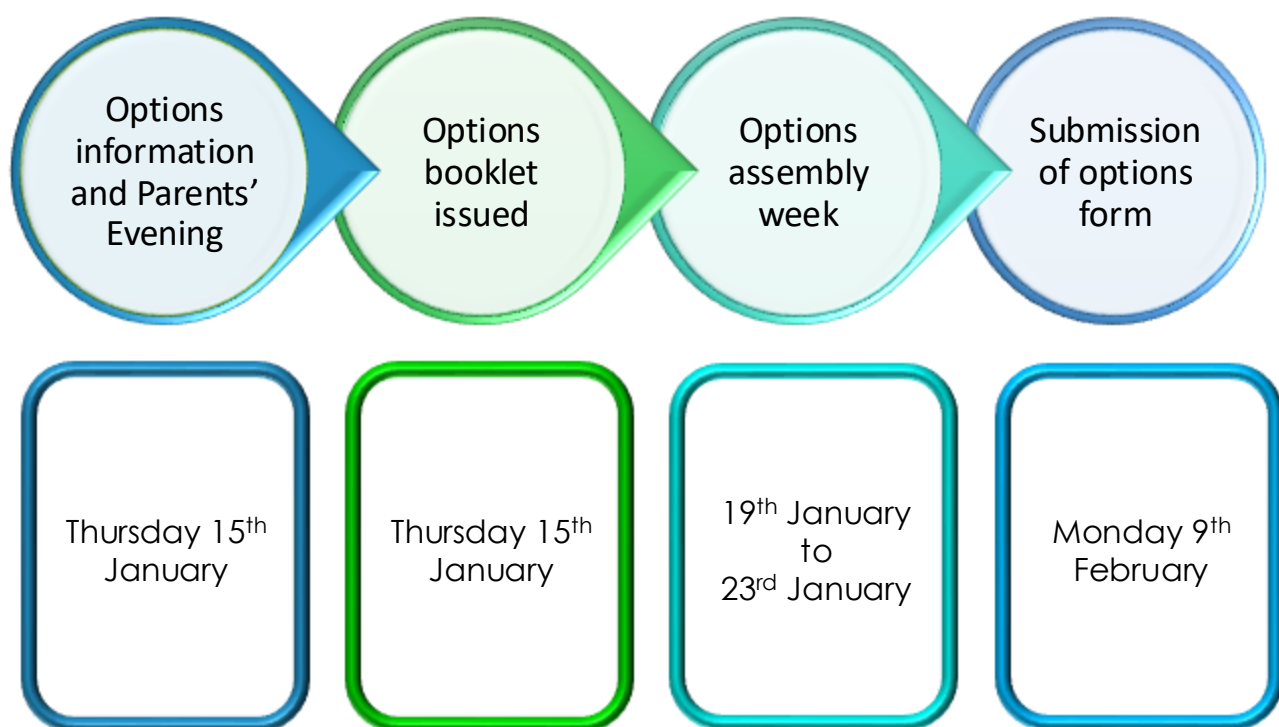 Options
information
and Parents’
Evening
Options
booklet
issued
Options
assembly
week
Submission
of options
form
Thursday 15th
January
Thursday 15th
January
19th January
to
23rd January
Monday 9th
February